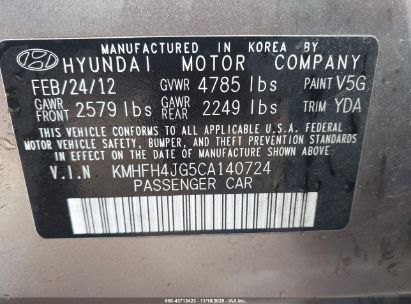 MANUFACTURED IN KOREA BY
HYUNDAI MOTOR COMPANY
FEB/24/12 GVWR 4785 lbs PAINT V5G
GAWR FRONT 2579 lbs GAWR REAR 2249 lbs TRIM YDA
THIS VEHICLE CONFORMS TO ALL APPLICABLE U.S.A FEDERAL
MOTOR VEHICLE SAFETY, BUMPER, AND THEFT PREVENTION
STANDARDS IN EFFECT ON THE DATE OF MANUFACTURE SHOWN ABOVE.
V.I.N KMHFH4JG5CA140724
PASSENGER CAR